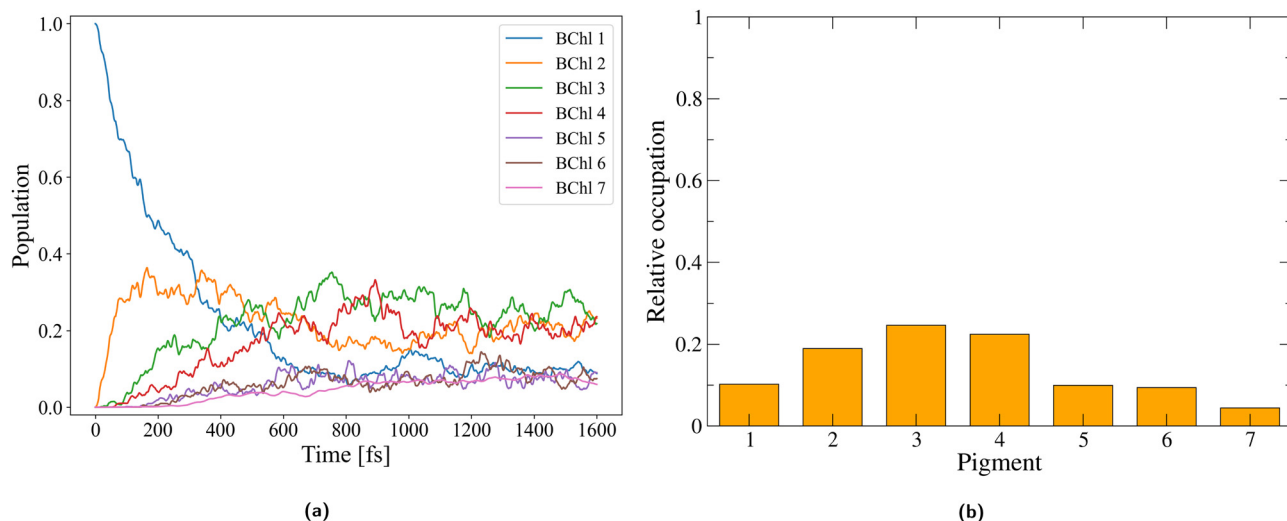 BChl 1
BChl 2
BChl 3
BChl 4
BChl 5
BChl 6
BChl 7
1.0
0.8
0.6
0.4
0.2
0.0
Population
0 200 400 600 800 1000 1200 1400 1600
Time [fs]
(a)
1
0.8
0.6
0.4
0.2
0
Relative occupation
1 2 3 4 5 6 7
Pigment
(b)